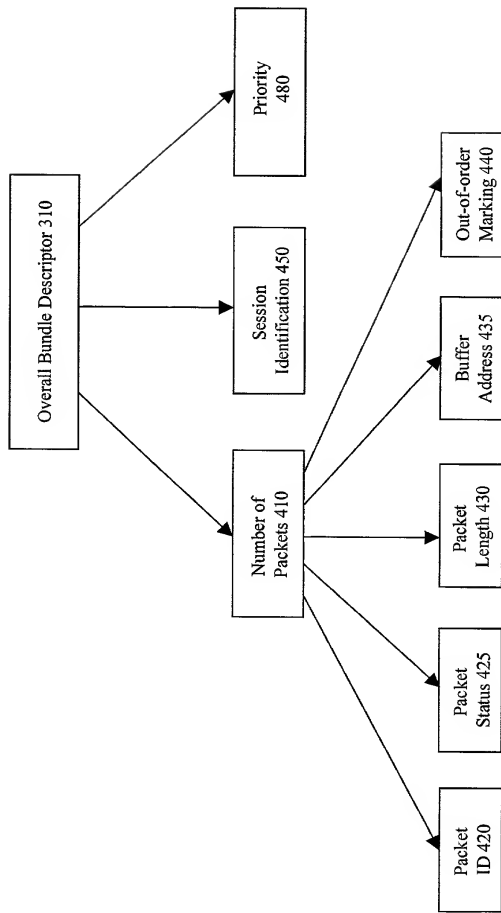 Overall Bundle Descriptor 310
Number of
Packets 410
Session
Identification 450
Priority
480
Packet
ID 420
Packet
Status 425
Packet
Length 430
Buffer
Address 435
Out-of-order
Marking 440